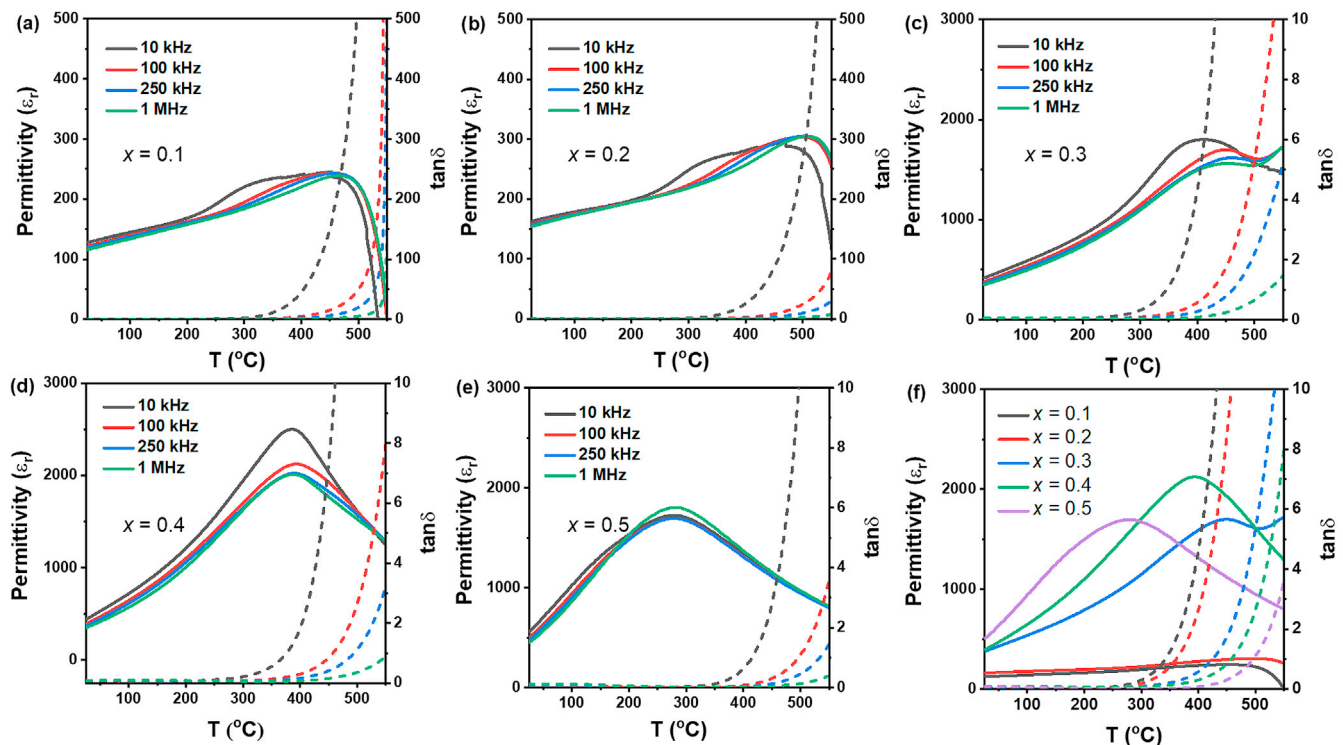 (a)
500
400
300
200
100
0
Permittivity (εr)
10 kHz
100 kHz
250 kHz
1 MHz
x = 0.1
500
400
300
200
100
0
tanδ
100 200 300 400 500
T (°C)
(b)
500
400
300
200
100
0
Permittivity (εr)
10 kHz
100 kHz
250 kHz
1 MHz
x = 0.2
500
400
300
200
100
0
tanδ
100 200 300 400 500
T (°C)
(c)
3000
2000
1000
0
Permittivity (εr)
10 kHz
100 kHz
250 kHz
1 MHz
x = 0.3
10
8
6
4
2
0
tanδ
100 200 300 400 500
T (°C)
(d)
3000
2000
1000
0
Permittivity (εr)
10 kHz
100 kHz
250 kHz
1 MHz
x = 0.4
10
8
6
4
2
0
tanδ
100 200 300 400 500
T (°C)
(e)
3000
2500
2000
1500
1000
500
0
Permittivity (εr)
10 kHz
100 kHz
250 kHz
1 MHz
x = 0.5
10
8
6
4
2
0
tanδ
100 200 300 400 500
T (°C)
(f)
3000
2000
1000
0
Permittivity (εr)
x = 0.1
x = 0.2
x = 0.3
x = 0.4
x = 0.5
10
8
6
4
2
0
tanδ
100 200 300 400 500
T (°C)